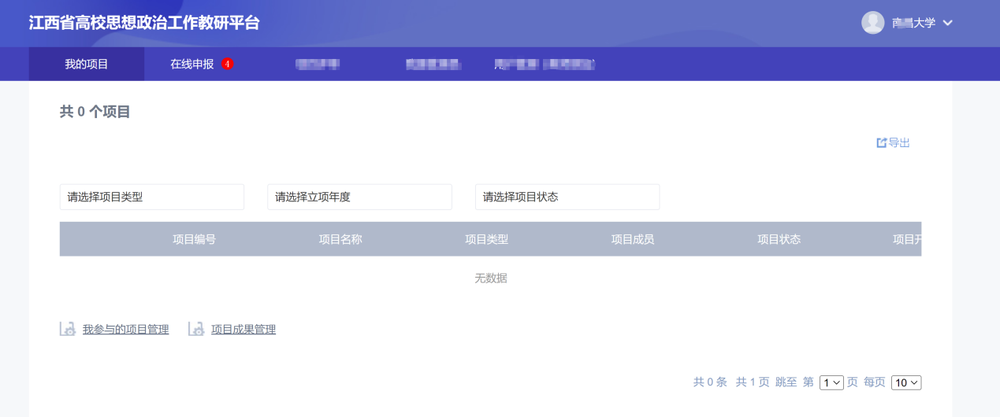 江西省高校思想政治工作教研平台
大学
我的项目 在线申报 4
共 0 个项目
导出
请选择项目类型 请选择立项年度 请选择项目状态
项目编号 项目名称 项目类型 项目成员 项目状态 项目开
无数据
我参与的项目管理 项目成果管理
共 0 条 共 1 页 跳至 第 1 页 每页 10